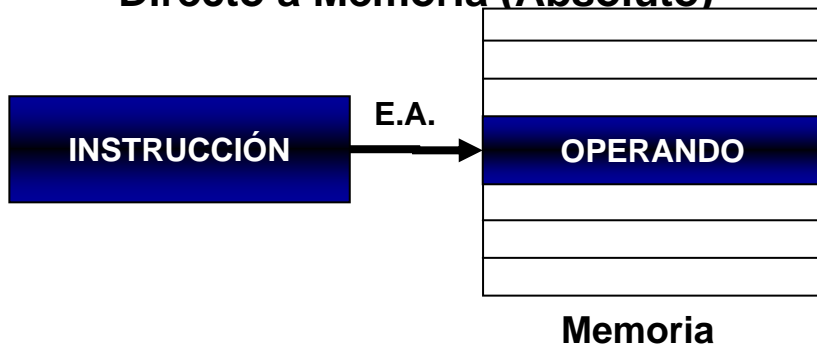 Directo a Memoria (Absoluto)
E.A.
INSTRUCCIÓN
OPERANDO
Memoria